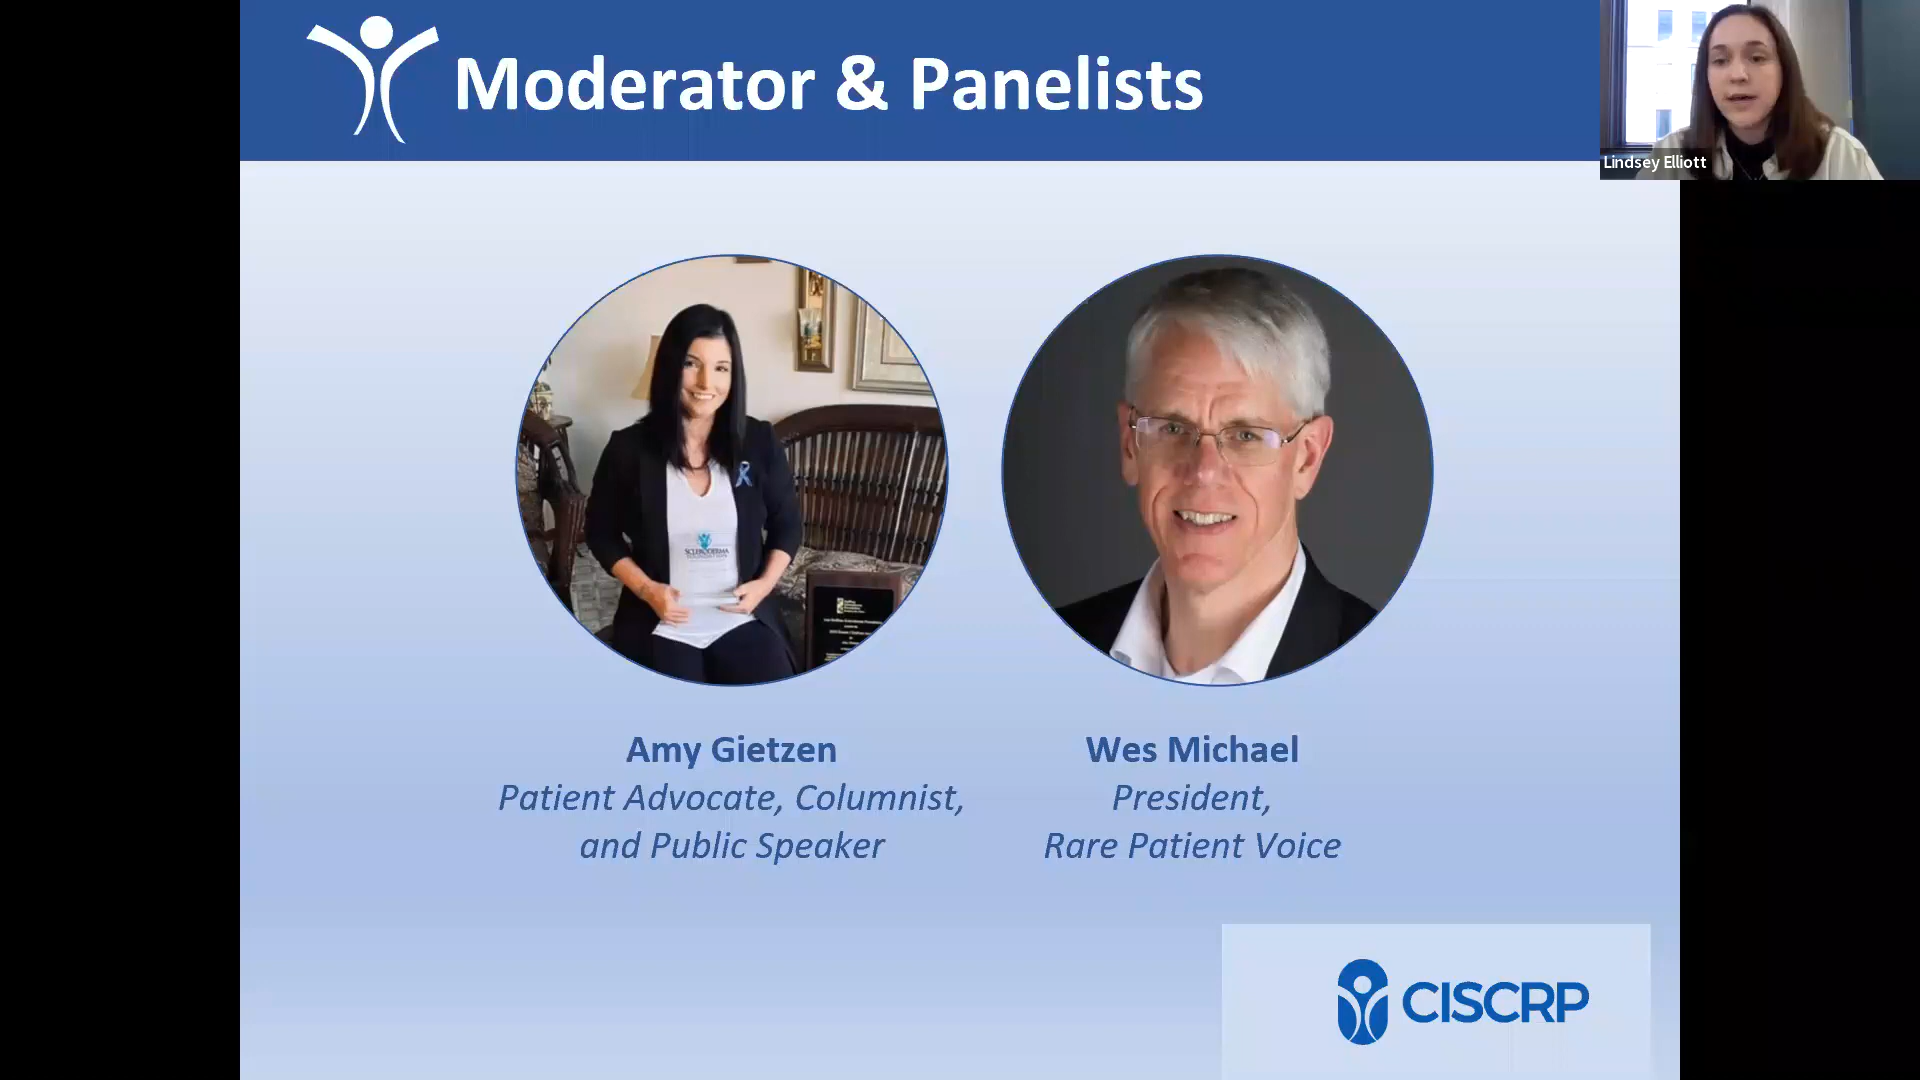 Moderator & Panelists
Lindsey Elliott
SCLERODERMA
Amy Gietzen
Patient Advocate, Columnist,
and Public Speaker
Wes Michael
President,
Rare Patient Voice
CISCRP